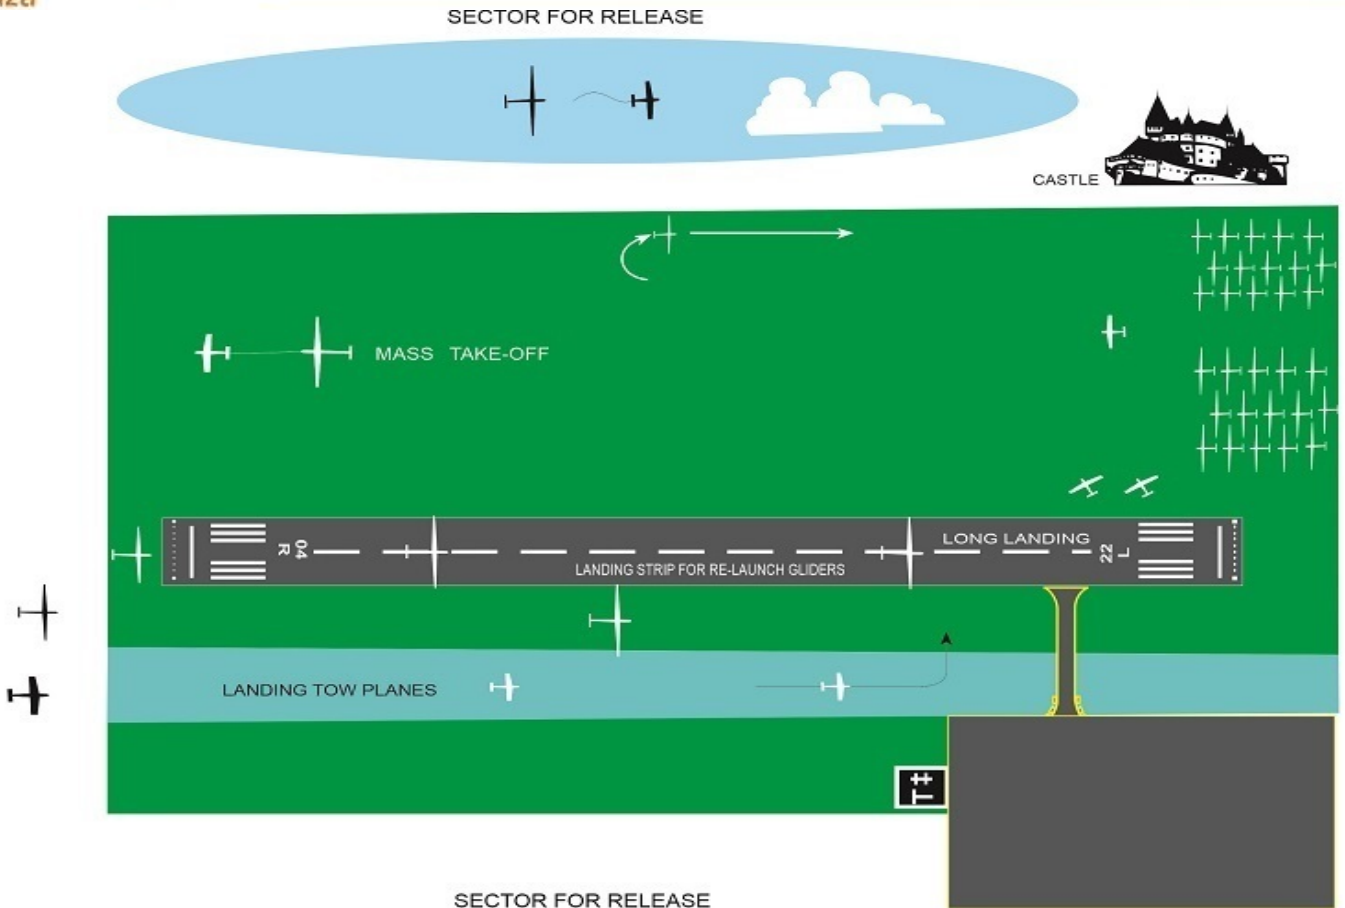 SECTOR FOR RELEASE
CASTLE
MASS TAKE-OFF
04
R
LONG LANDING
22
L
LANDING STRIP FOR RE-LAUNCH GLIDERS
LANDING TOW PLANES
T
SECTOR FOR RELEASE